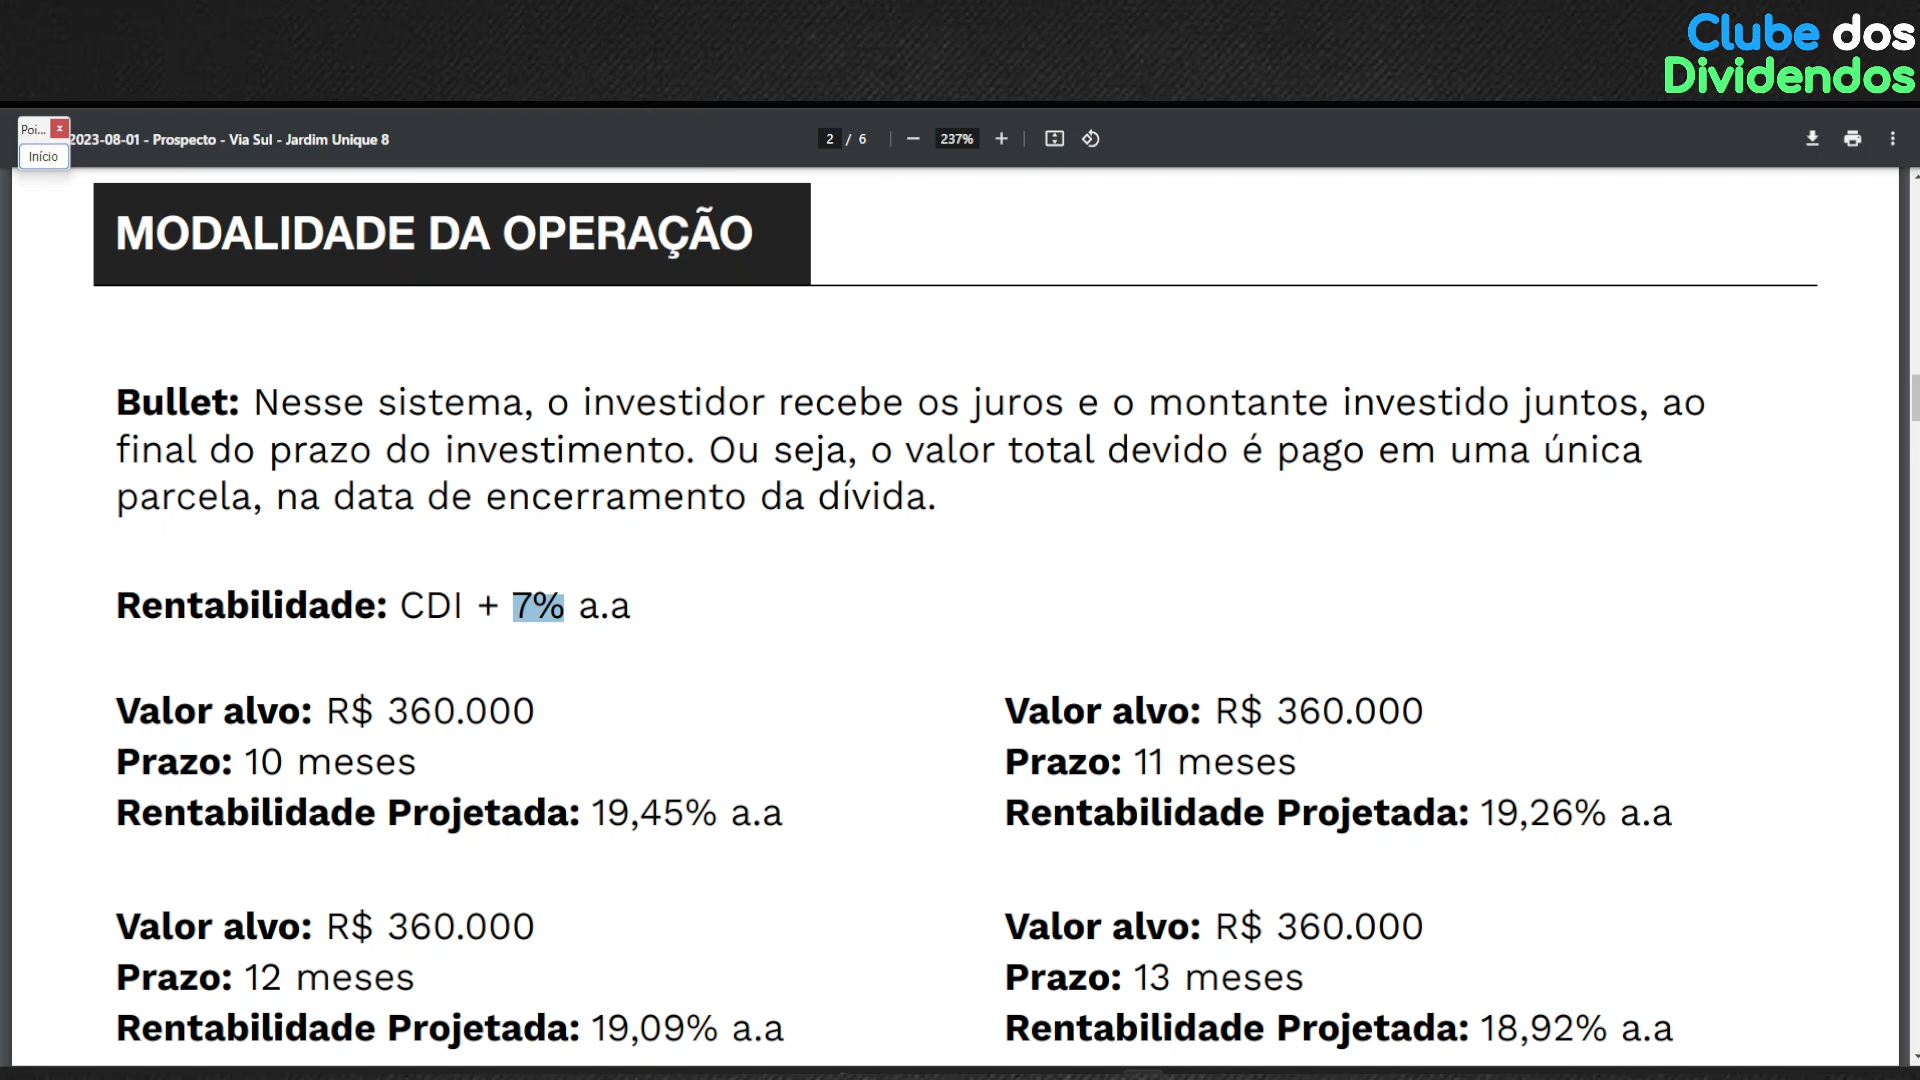 Clube dos
Dividendos
Poi...
Início
2023-08-01 - Prospecto - Via Sul - Jardim Unique 8
2 / 6
237%
MODALIDADE DA OPERAÇÃO
Bullet: Nesse sistema, o investidor recebe os juros e o montante investido juntos, ao
final do prazo do investimento. Ou seja, o valor total devido é pago em uma única
parcela, na data de encerramento da dívida.
Rentabilidade: CDI + 7% a.a
Valor alvo: R$ 360.000
Prazo: 10 meses
Rentabilidade Projetada: 19,45% a.a
Valor alvo: R$ 360.000
Prazo: 11 meses
Rentabilidade Projetada: 19,26% a.a
Valor alvo: R$ 360.000
Prazo: 12 meses
Rentabilidade Projetada: 19,09% a.a
Valor alvo: R$ 360.000
Prazo: 13 meses
Rentabilidade Projetada: 18,92% a.a